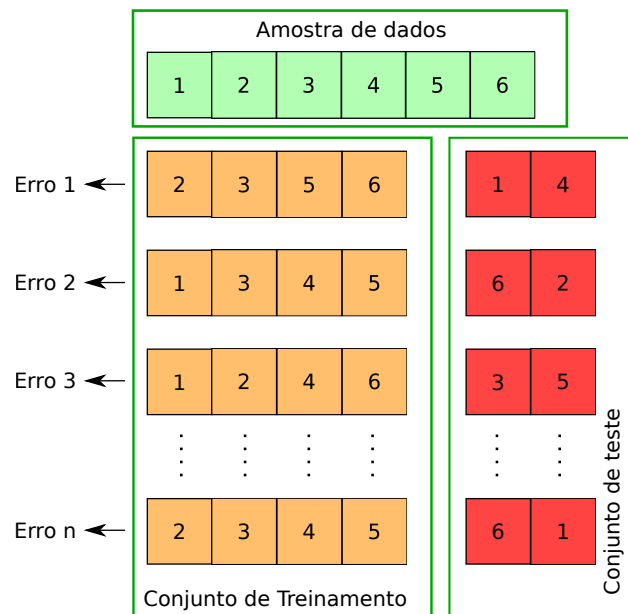 Amostra de dados
1 2 3 4 5 6
Erro 1 2 3 5 6 1 4
Erro 2 1 3 4 5 6 2
Erro 3 1 2 4 6 3 5
Erro n 2 3 4 5 6 1
Conjunto de Treinamento
Conjunto de teste